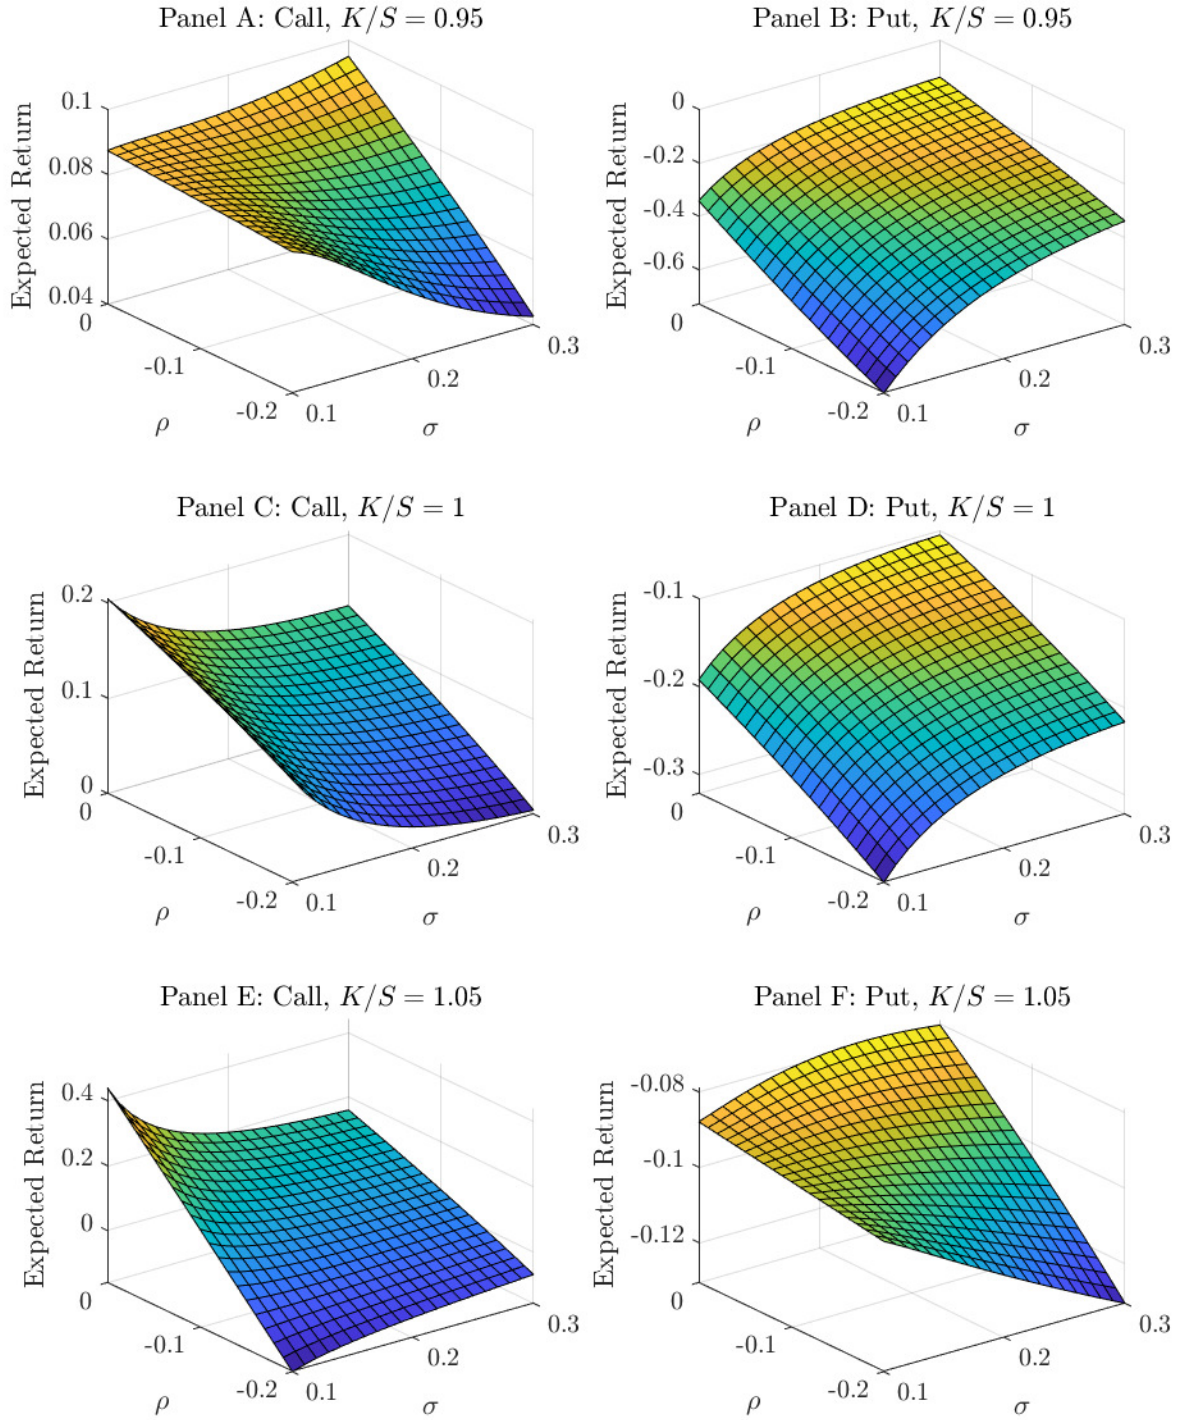 Panel A: Call, K/S = 0.95
Expected Return
0.1
0.08
0.06
0.04
0
-0.1
-0.2
ρ
0.1
0.2
0.3
σ
Panel B: Put, K/S = 0.95
Expected Return
0
-0.2
-0.4
-0.6
0
-0.1
-0.2
ρ
0.1
0.2
0.3
σ
Panel C: Call, K/S = 1
Expected Return
0.2
0.1
0
0
-0.1
-0.2
ρ
0.1
0.2
0.3
σ
Panel D: Put, K/S = 1
Expected Return
-0.1
-0.2
-0.3
0
-0.1
-0.2
ρ
0.1
0.2
0.3
σ
Panel E: Call, K/S = 1.05
Expected Return
0.4
0.2
0
0
-0.1
-0.2
ρ
0.1
0.2
0.3
σ
Panel F: Put, K/S = 1.05
Expected Return
-0.08
-0.1
-0.12
0
-0.1
-0.2
ρ
0.1
0.2
0.3
σ